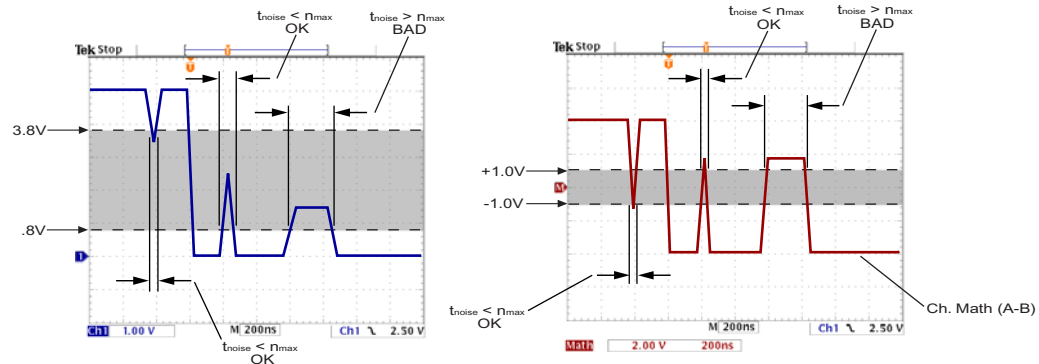 tnoise < nmax
OK
tnoise > nmax
BAD
Tek Stop
T
T
3.8V
.8V
1
Ch1 1.00 V M 200ns Ch1 2.50 V
tnoise < nmax
OK
tnoise < nmax
OK
tnoise > nmax
BAD
Tek Stop
T
T
+1.0V
M
-1.0V
tnoise < nmax
OK
Ch. Math (A-B)
M 200ns Ch1 2.50 V
Math 2.00 V 200ns